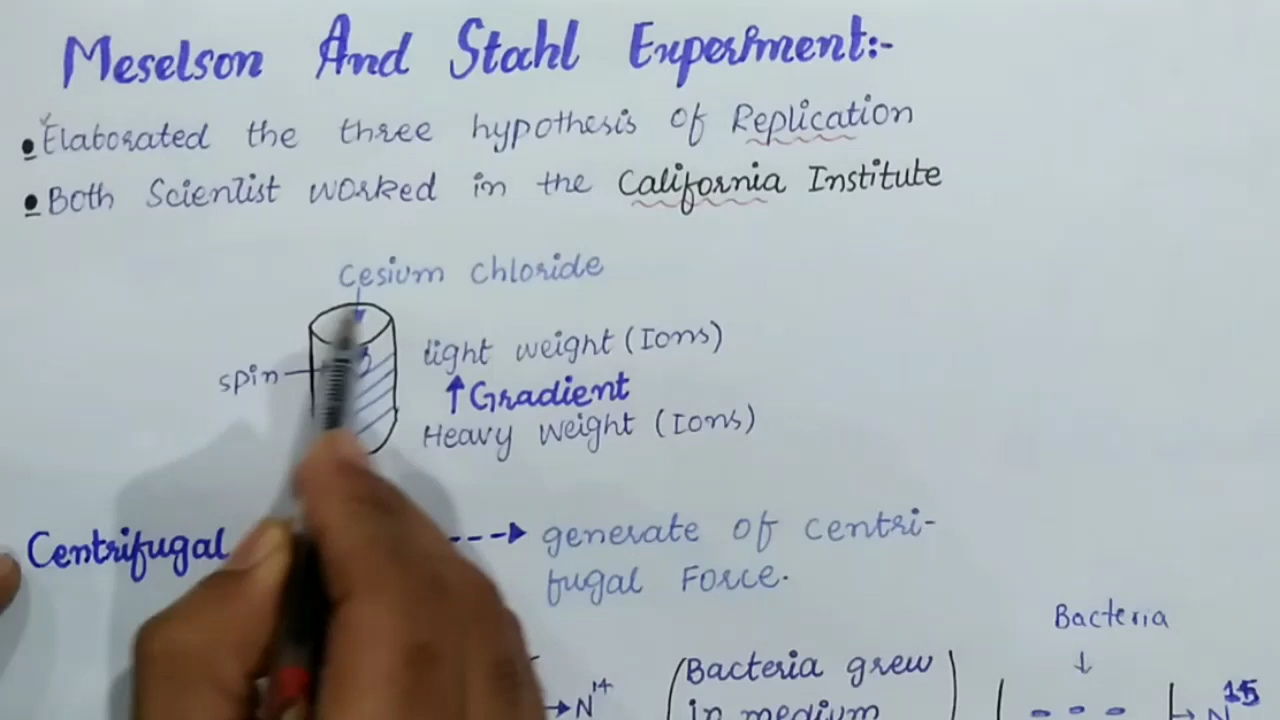 Meselson And Stahl Experiment:-
• Elaborated the three hypothesis of Replication
• Both Scientist worked in the California Institute
Cesium chloride
light weight (Ions)
spin
↑Gradient
Heavy weight (Ions)
Centrifugal
generate of centri-
fugal Force.
Bacteria
N14
(Bacteria grew
in medium
N15